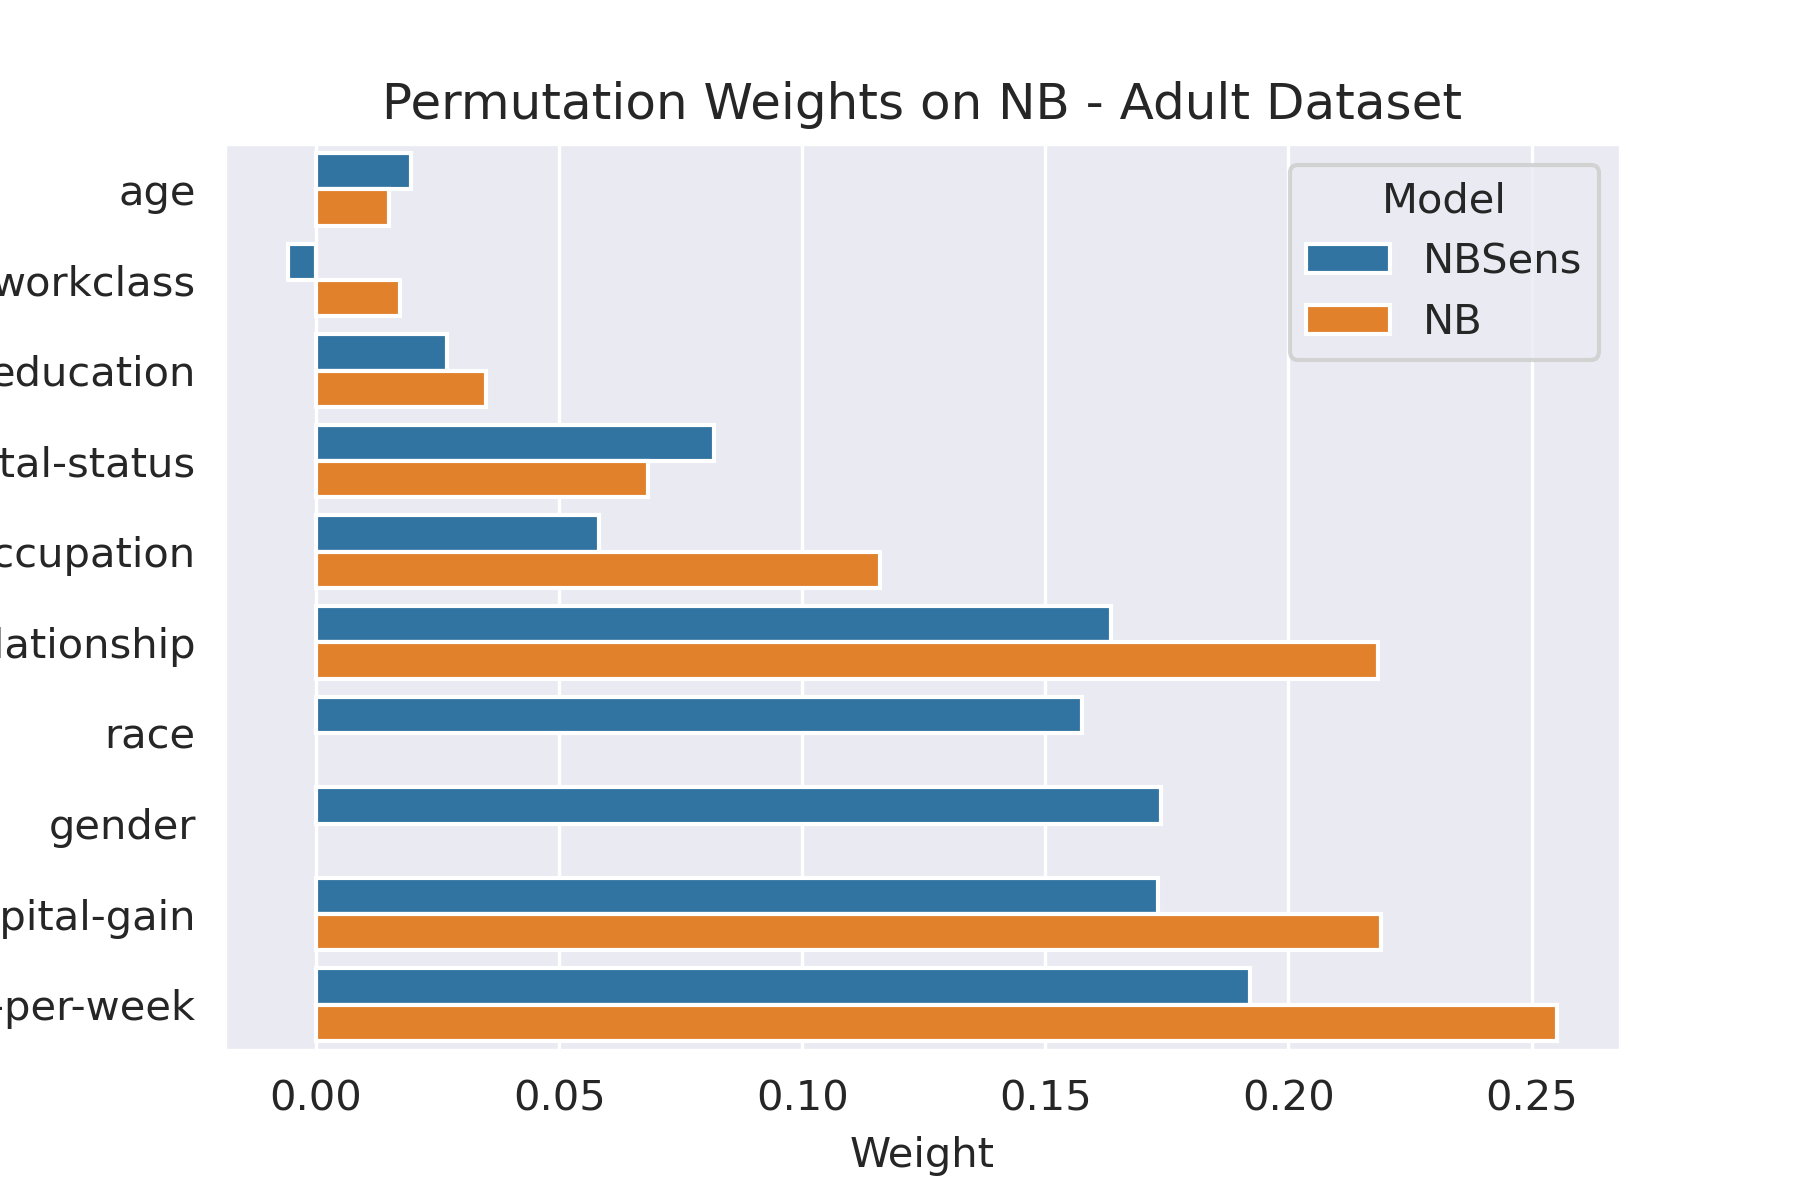 Permutation Weights on NB - Adult Dataset
age
workclass
education
tal-status
ccupation
lationship
race
gender
pital-gain
-per-week
Model
NBSens
NB
0.00 0.05 0.10 0.15 0.20 0.25
Weight